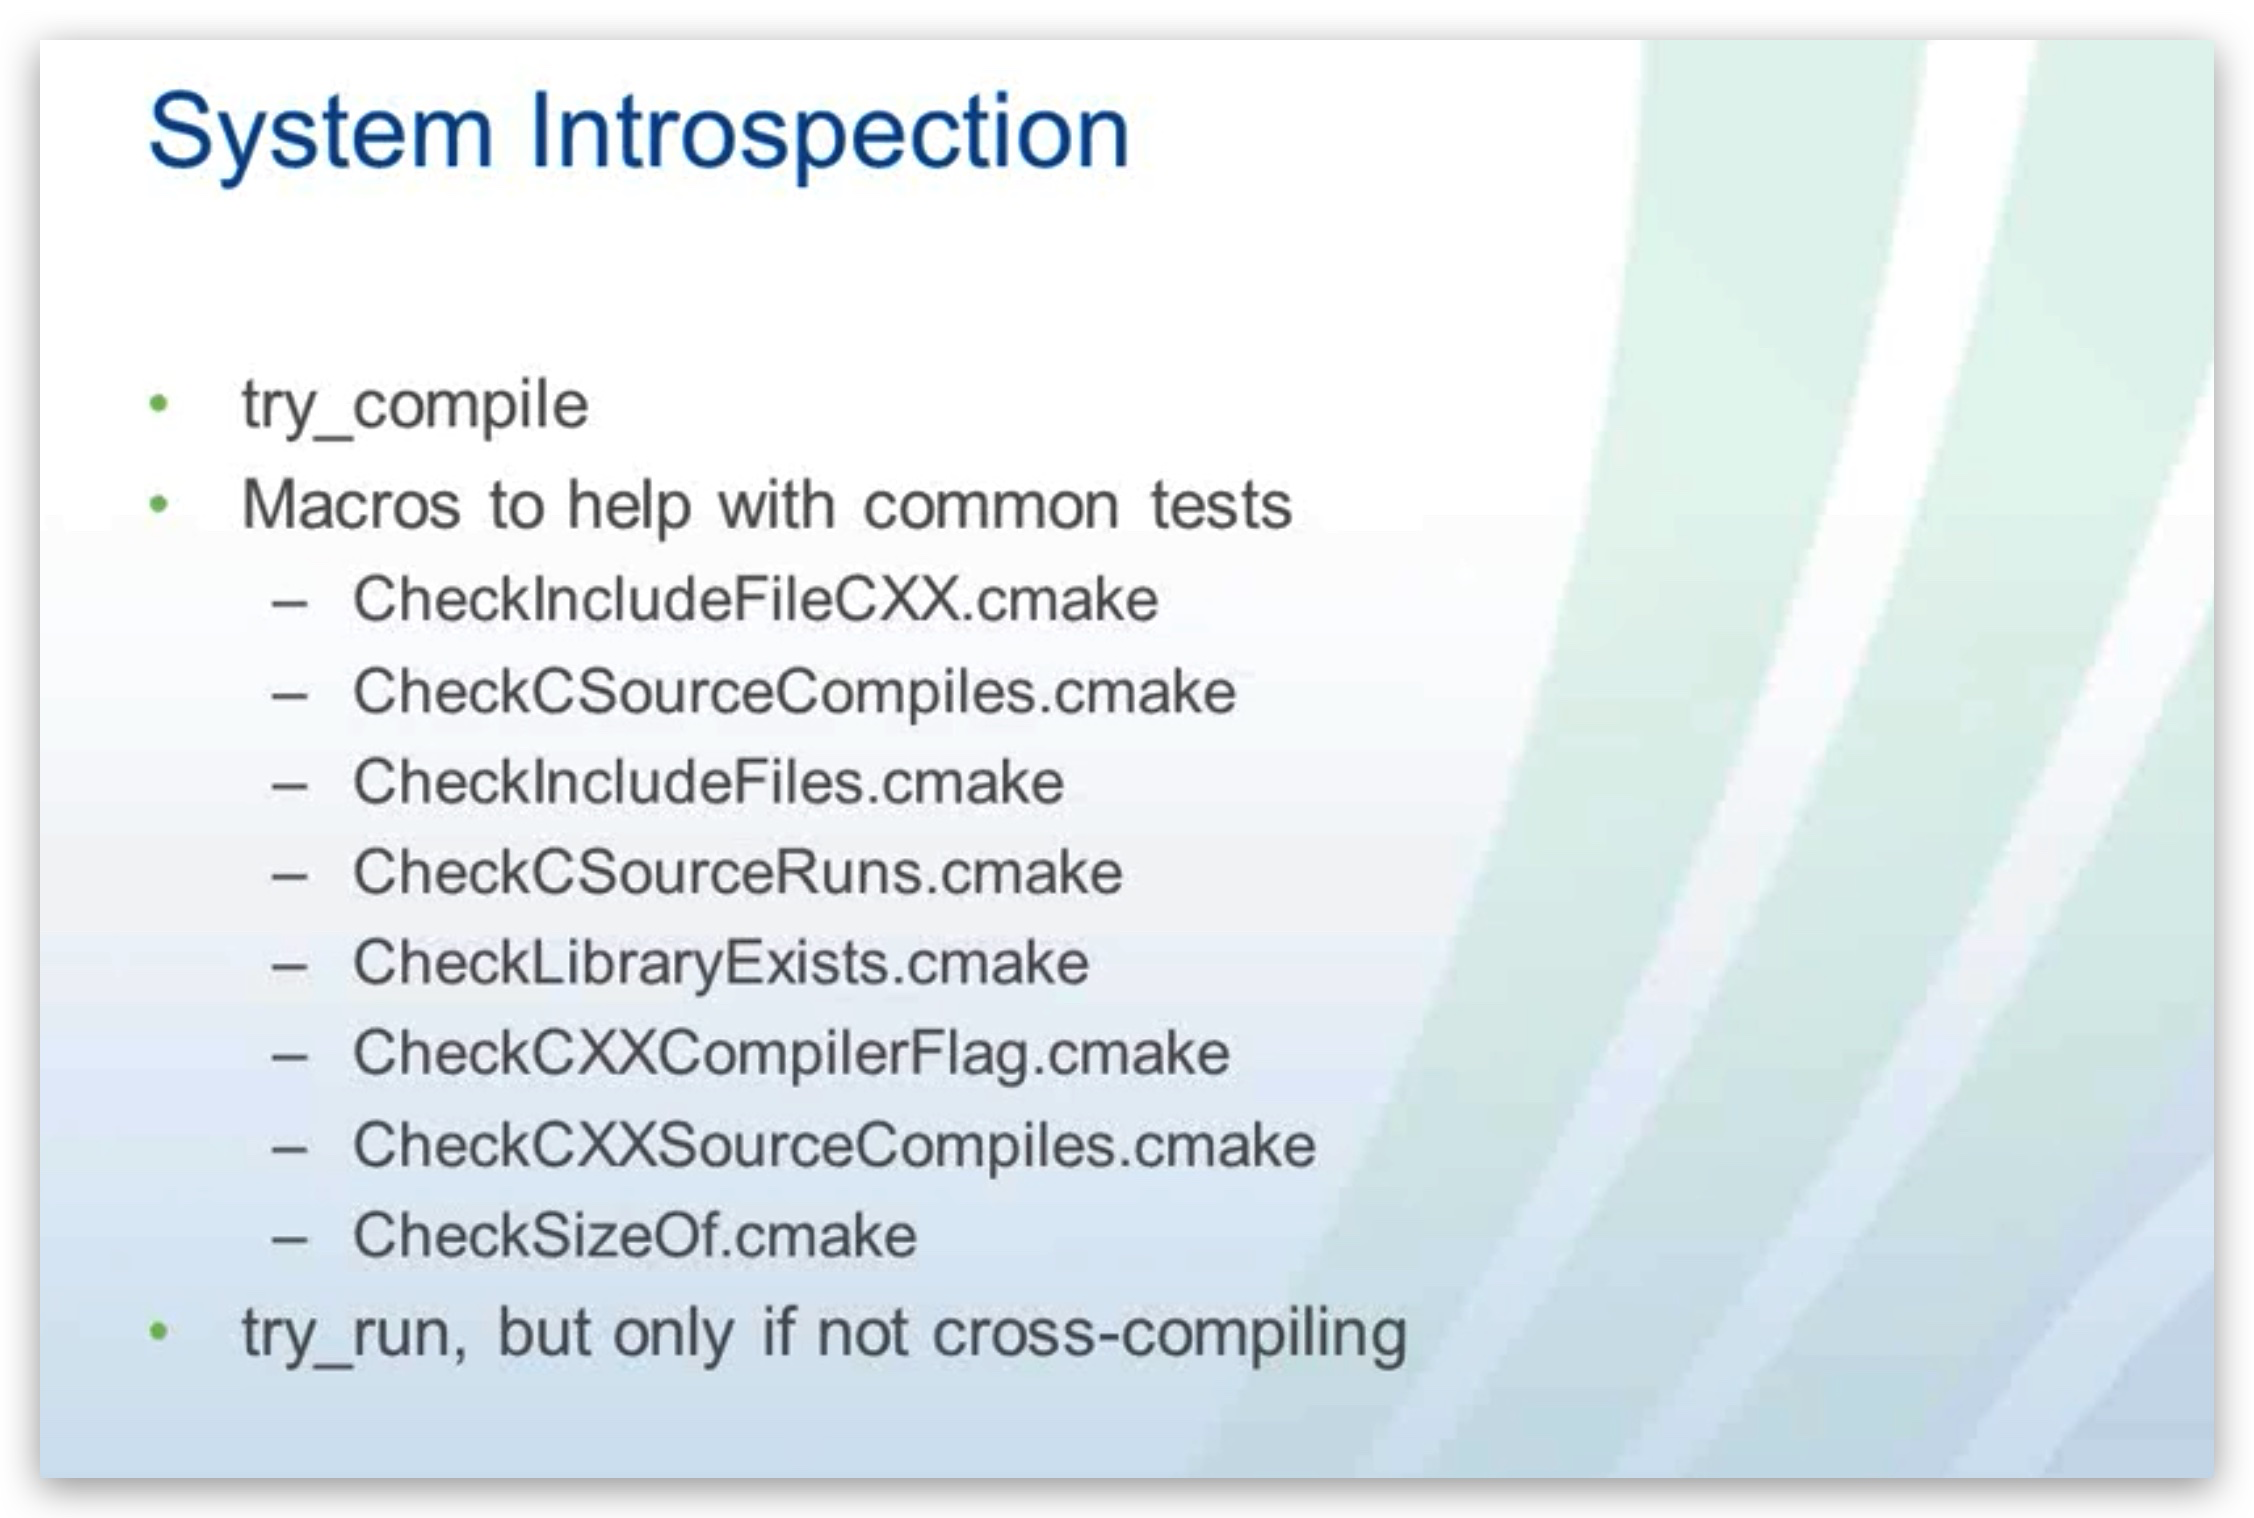 System Introspection
• try_compile
• Macros to help with common tests
– CheckIncludeFileCXX.cmake
– CheckCSourceCompiles.cmake
– CheckIncludeFiles.cmake
– CheckCSourceRuns.cmake
– CheckLibraryExists.cmake
– CheckCXXCompilerFlag.cmake
– CheckCXXSourceCompiles.cmake
– CheckSizeOf.cmake
• try_run, but only if not cross-compiling